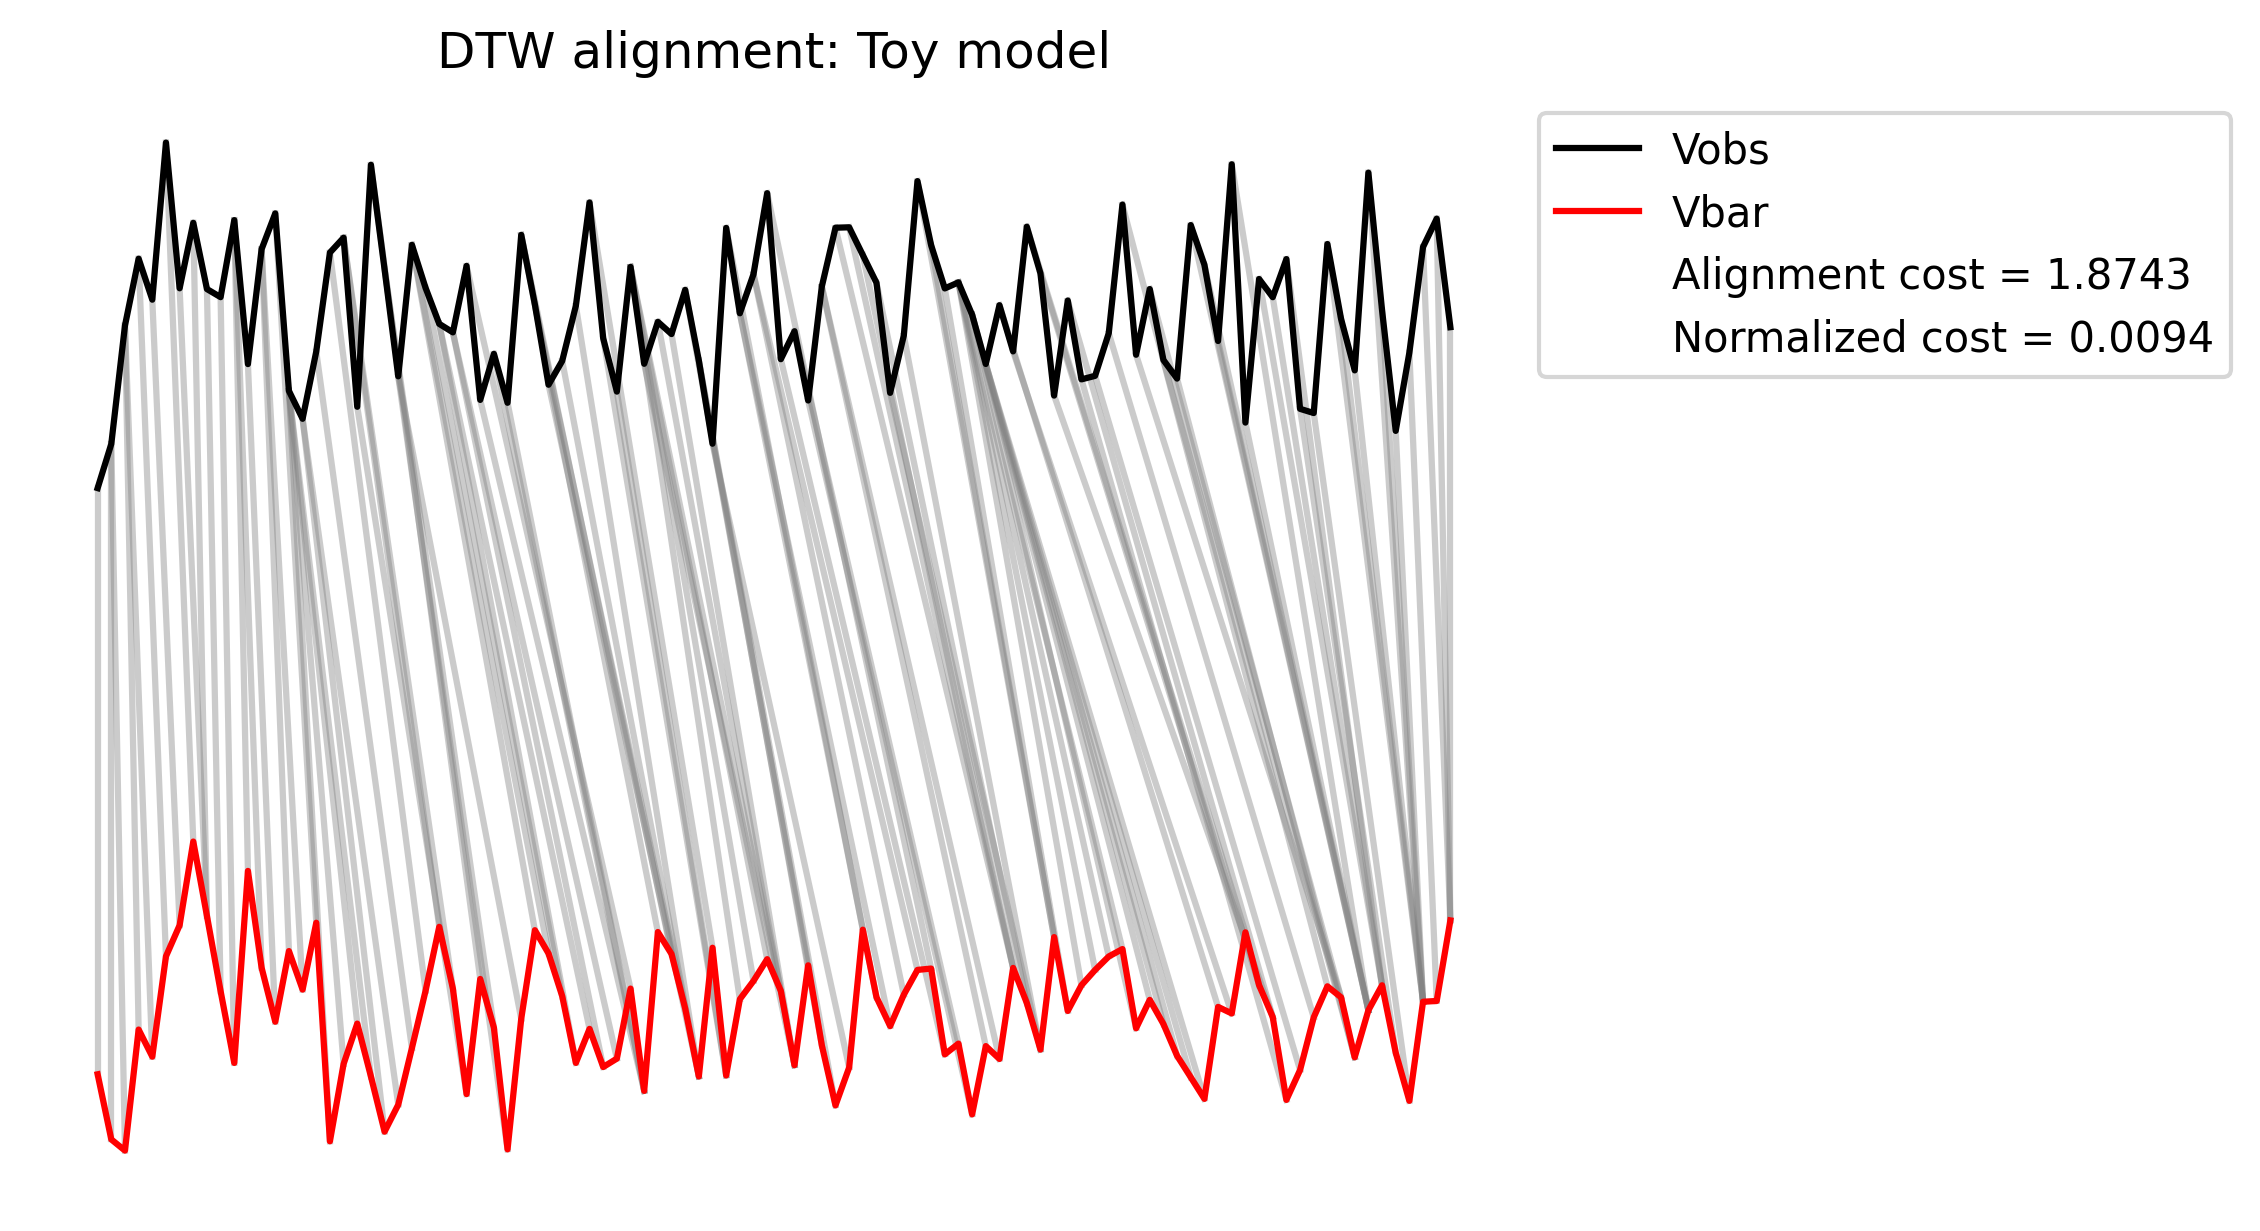 DTW alignment: Toy model
Vobs
Vbar
Alignment cost = 1.8743
Normalized cost = 0.0094